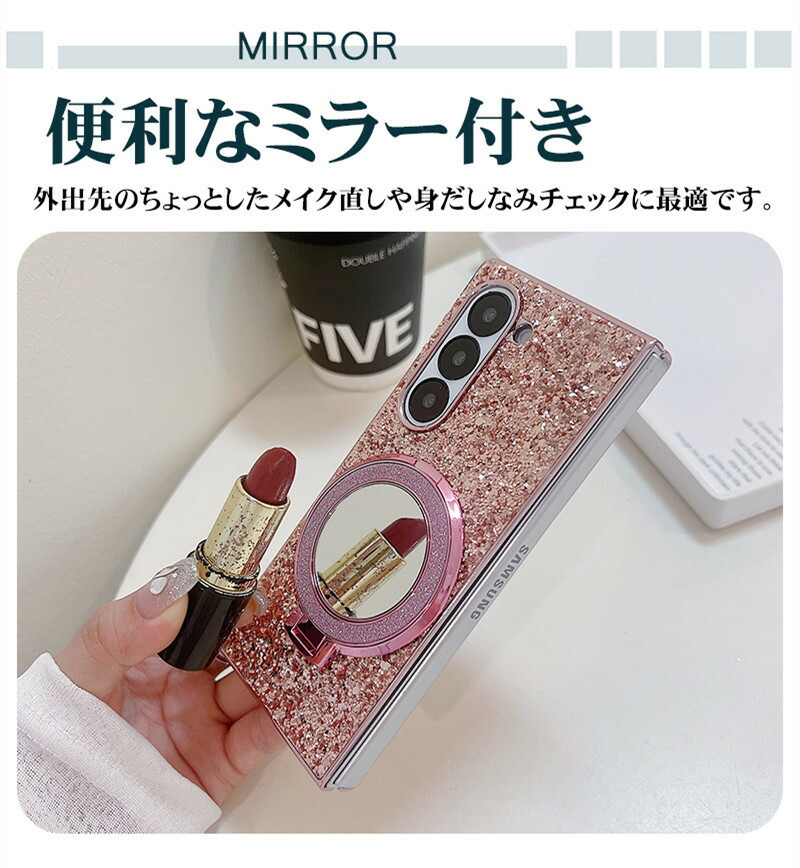 MIRROR
便利なミラー付き
外出先のちょっとしたメイク直しや身だしなみチェックに最適です。
DOUBLE
FIVE
SAMSUNG